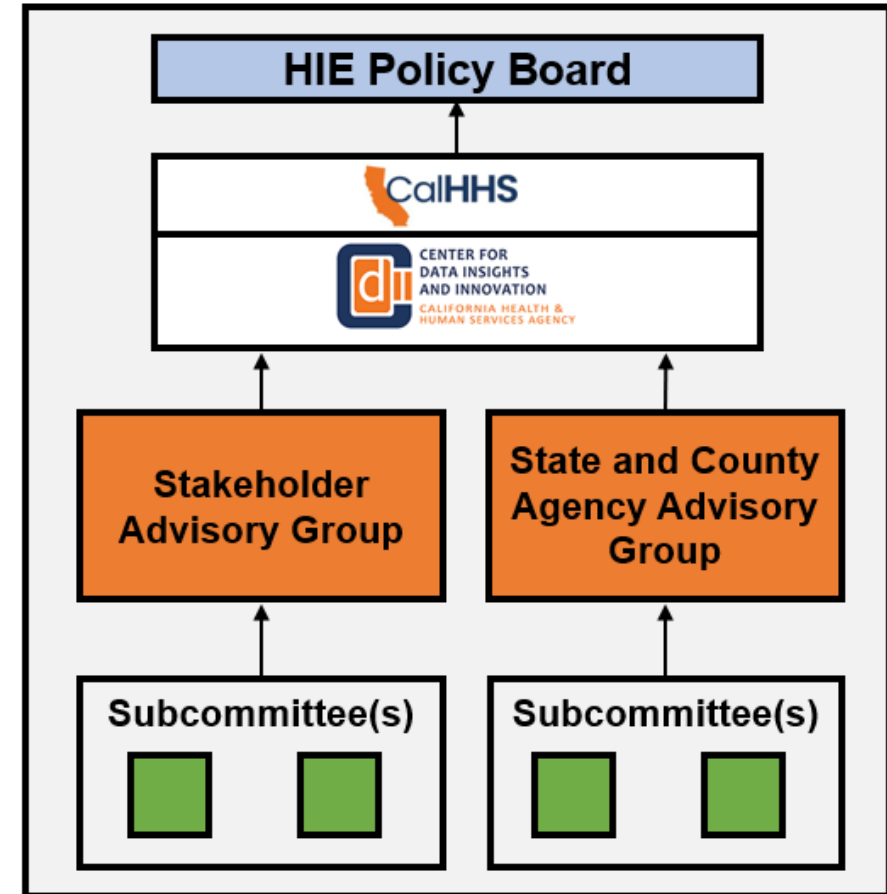 HIE Policy Board
CalHHS
CENTER FOR
DATA INSIGHTS
AND INNOVATION
CALIFORNIA HEALTH &
HUMAN SERVICES AGENCY
Stakeholder
Advisory Group
State and County
Agency Advisory
Group
Subcommittee(s)
Subcommittee(s)